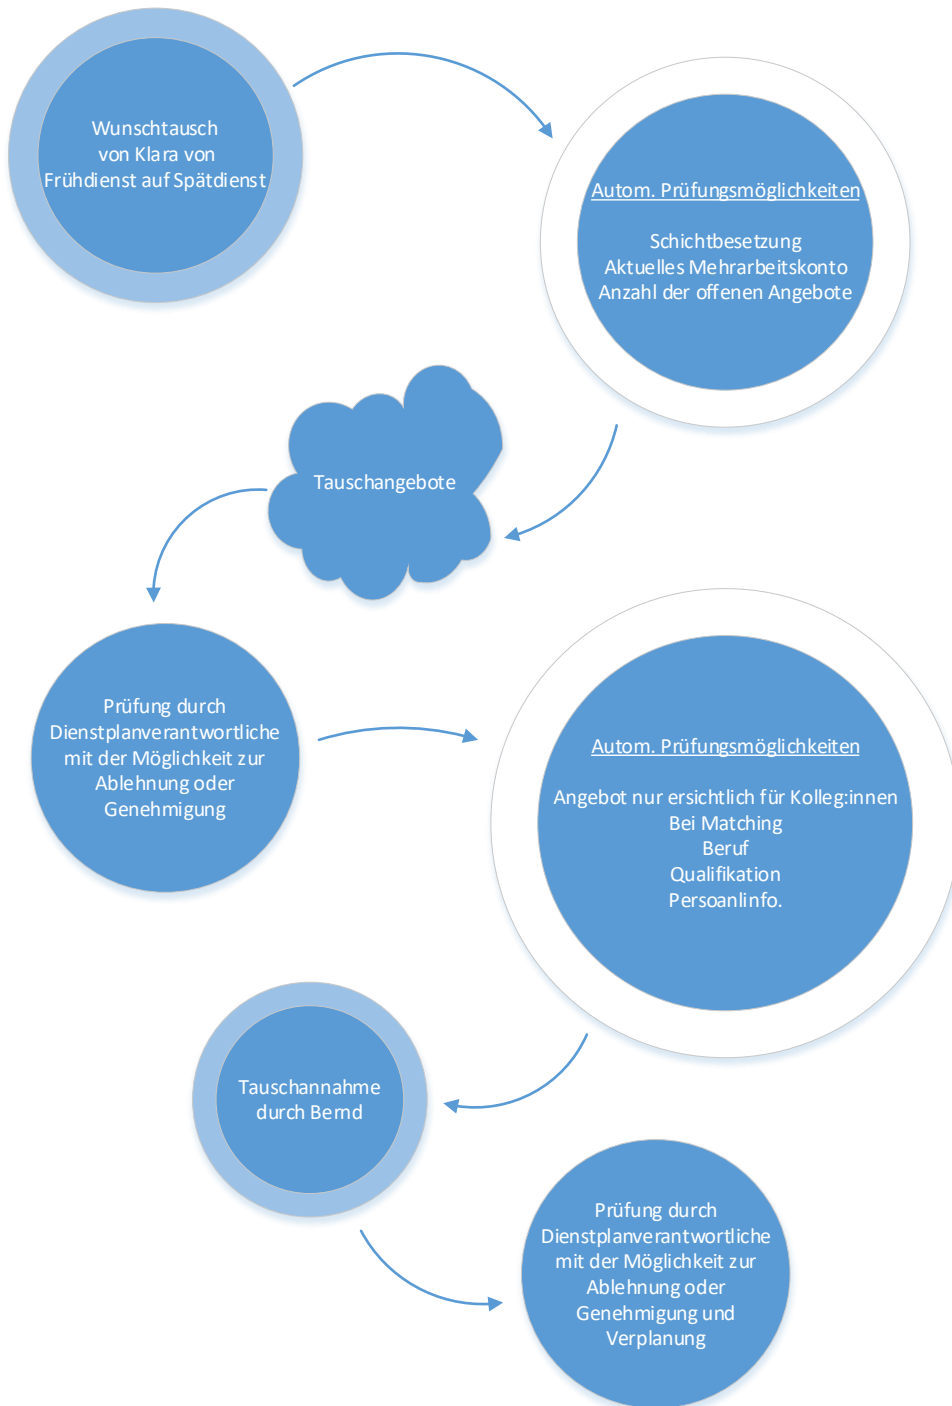 Wunschtausch
von Klara von
Frühdienst auf Spätdienst
Autom. Prüfungsmöglichkeiten
Schichtbesetzung
Aktuelles Mehrarbeitskonto
Anzahl der offenen Angebote
Tauschangebote
Prüfung durch
Dienstplanverantwortliche
mit der Möglichkeit zur
Ablehnung oder
Genehmigung
Autom. Prüfungsmöglichkeiten
Angebot nur ersichtlich für Kolleg:innen
Bei Matching
Beruf
Qualifikation
Persoanlinfo.
Tauschannahme
durch Bernd
Prüfung durch
Dienstplanverantwortliche
mit der Möglichkeit zur
Ablehnung oder
Genehmigung und
Verplanung